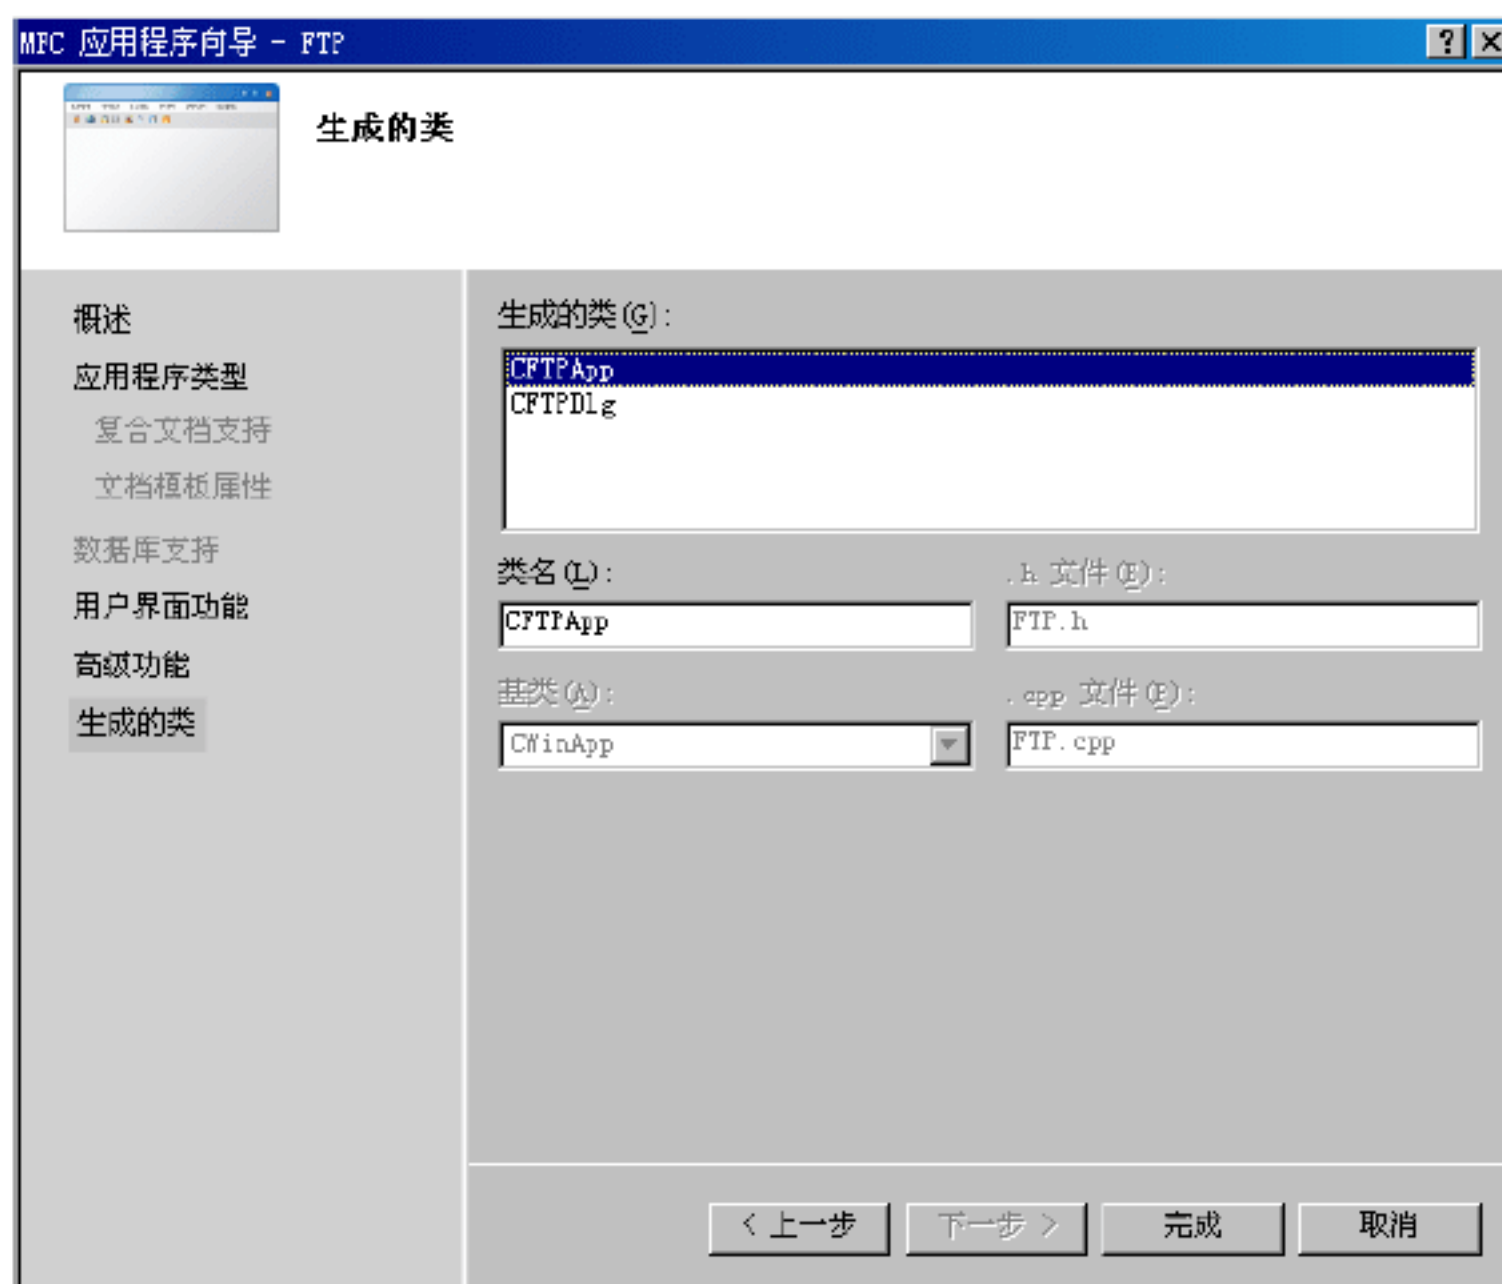 MFC 应用程序向导 - FTP
生成的类
概述
应用程序类型
复合文档支持
文档模板属性
数据库支持
用户界面功能
高级功能
生成的类
生成的类(G):
CFTPApp
CFTPDlg
类名(L):
.h 文件(E):
CFTPApp
FTP.h
基类(A):
.cpp 文件(P):
CWinApp
FTP.cpp
< 上一步
下一步 >
完成
取消